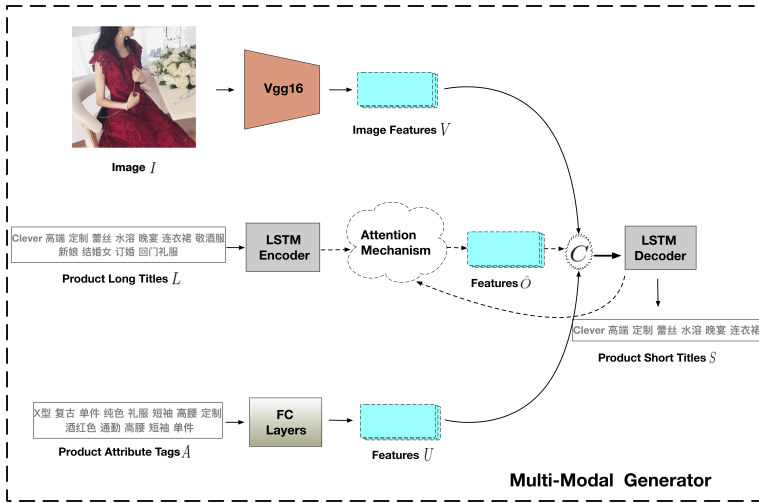 Vgg16
Image Features V
Image I
Clever 高端 定制 蕾丝 水溶 晚宴 连衣裙 敬酒服
新娘 结婚女 订婚 回门礼服
Product Long Titles L
LSTM
Encoder
Attention
Mechanism
Features Ô
C
LSTM
Decoder
Clever 高端 定制 蕾丝 水溶 晚宴 连衣裙
Product Short Titles S
X型 复古 单件 纯色 礼服 短袖 高腰 定制
酒红色 通勤 高腰 短袖 单件
Product Attribute Tags A
FC
Layers
Features U
Multi-Modal Generator